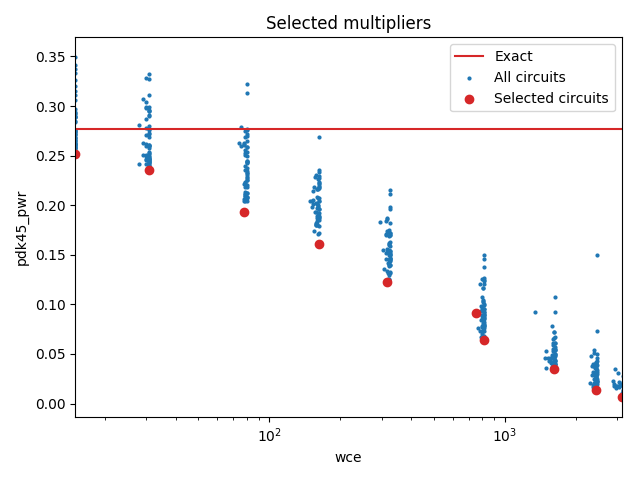 Selected multipliers
Exact
All circuits
Selected circuits
pdk45_pwr
0.35
0.30
0.25
0.20
0.15
0.10
0.05
0.00
10²
10³
wce